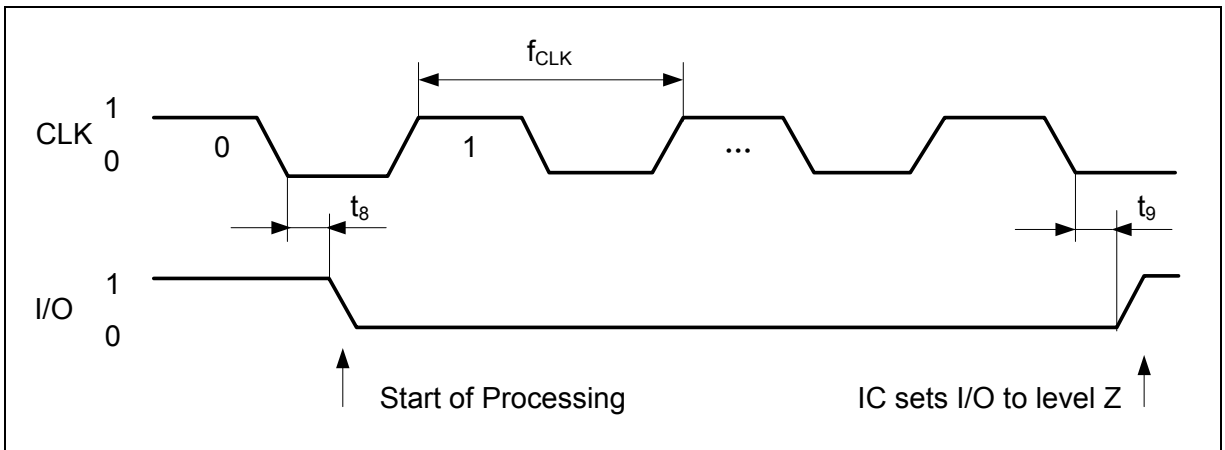 fCLK
1
CLK
0
0
1
...
t8
t9
1
I/O
0
Start of Processing
IC sets I/O to level Z